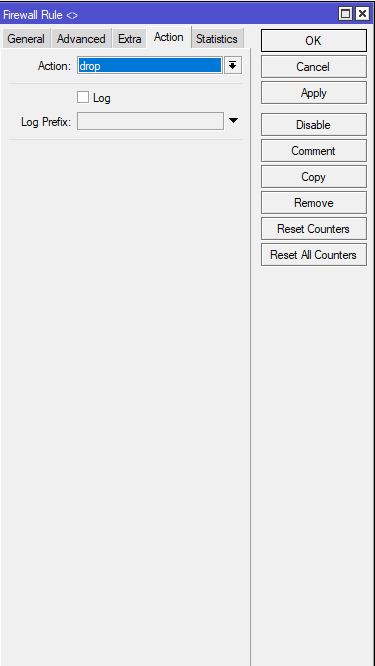 Firewall Rule <>
General Advanced Extra Action Statistics
Action: drop
Log
Log Prefix:
OK
Cancel
Apply
Disable
Comment
Copy
Remove
Reset Counters
Reset All Counters